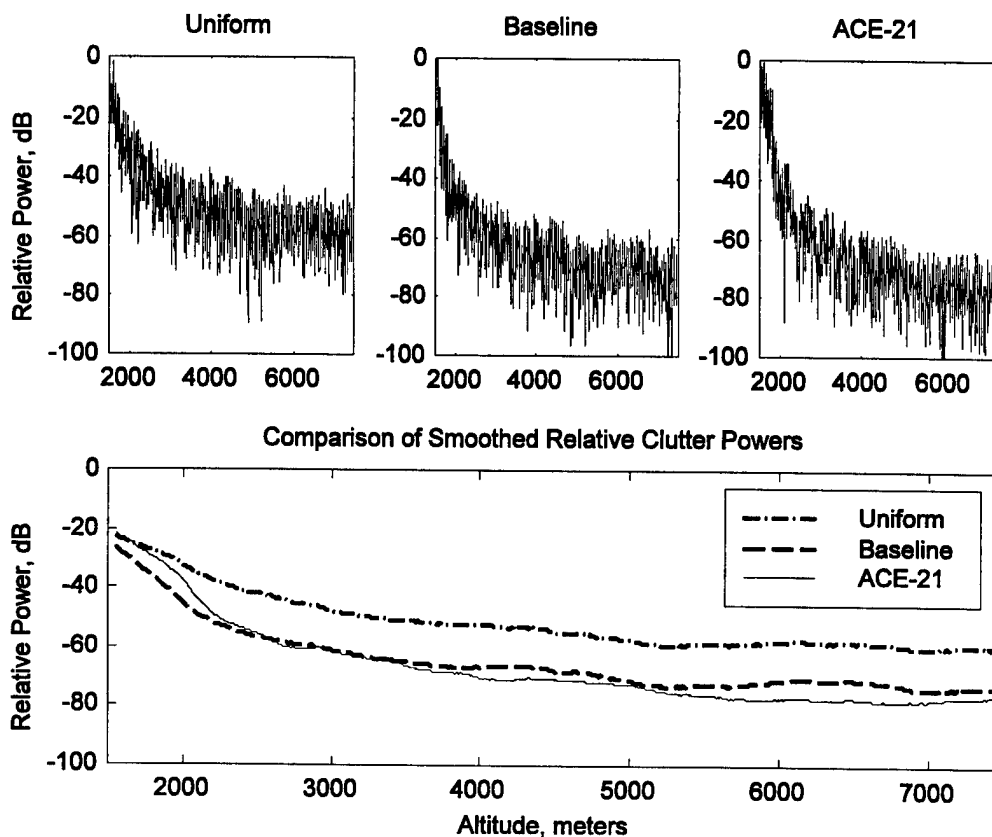 Uniform
Baseline
ACE-21
Relative Power, dB
0
-20
-40
-60
-80
-100
2000 4000 6000
0
-20
-40
-60
-80
-100
2000 4000 6000
0
-20
-40
-60
-80
-100
2000 4000 6000
Comparison of Smoothed Relative Clutter Powers
Relative Power, dB
0
-20
-40
-60
-80
-100
Uniform
Baseline
ACE-21
2000 3000 4000 5000 6000 7000
Altitude, meters